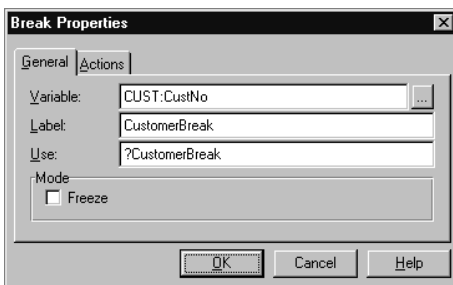 Break Properties
General Actions
Variable: CUST:CustNo ...
Label: CustomerBreak
Use: ?CustomerBreak
Mode
Freeze
OK Cancel Help